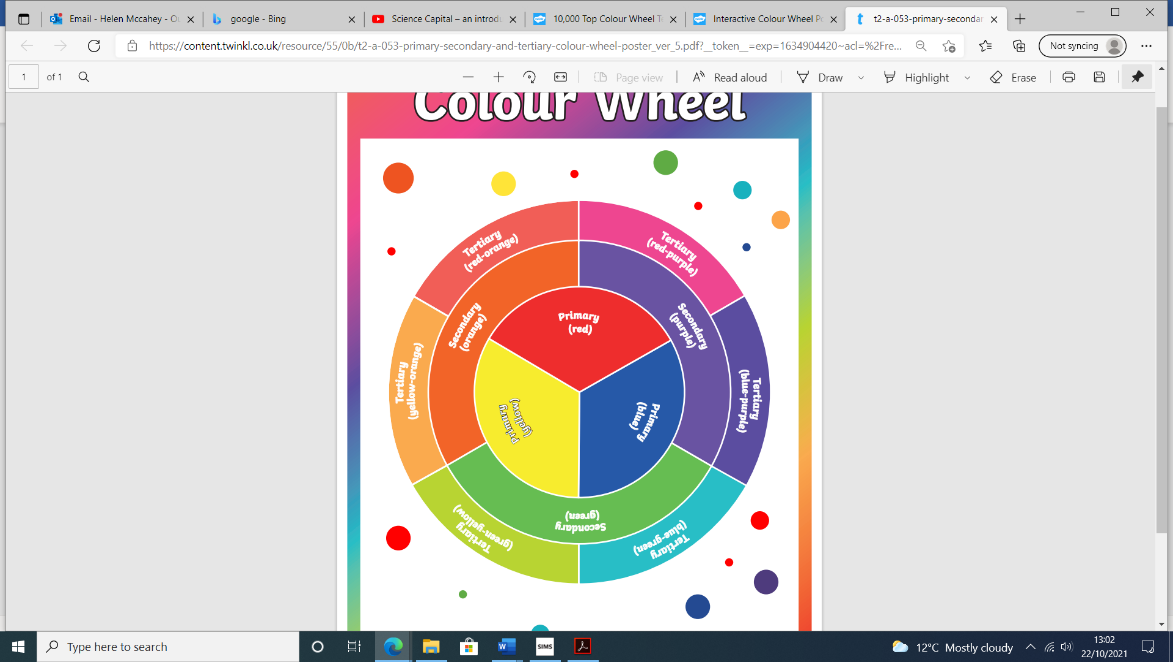 Email - Helen Mccahey - O
google - Bing
Science Capital – an introdu
10,000 Top Colour Wheel T
Interactive Colour Wheel P
t2-a-053-primary-secondar
https://content.twinkl.co.uk/resource/55/0b/t2-a-053-primary-secondary-and-tertiary-colour-wheel-poster_ver_5.pdf?__token__=exp=1634904420~acl=%2Fre...
Not syncing
1 of 1
Page view
Read aloud
Draw
Highlight
Erase
Colour Wheel
Tertiary
(red-orange)
Tertiary
(red-purple)
Secondary
(orange)
Primary
(red)
Secondary
(purple)
Tertiary
(yellow-orange)
Primary
(yellow)
Primary
(blue)
Tertiary
(blue-purple)
Secondary
(green)
Tertiary
(green-yellow)
Tertiary
(blue-green)
Type here to search
W
SIMS
12°C Mostly cloudy
13:02
22/10/2021